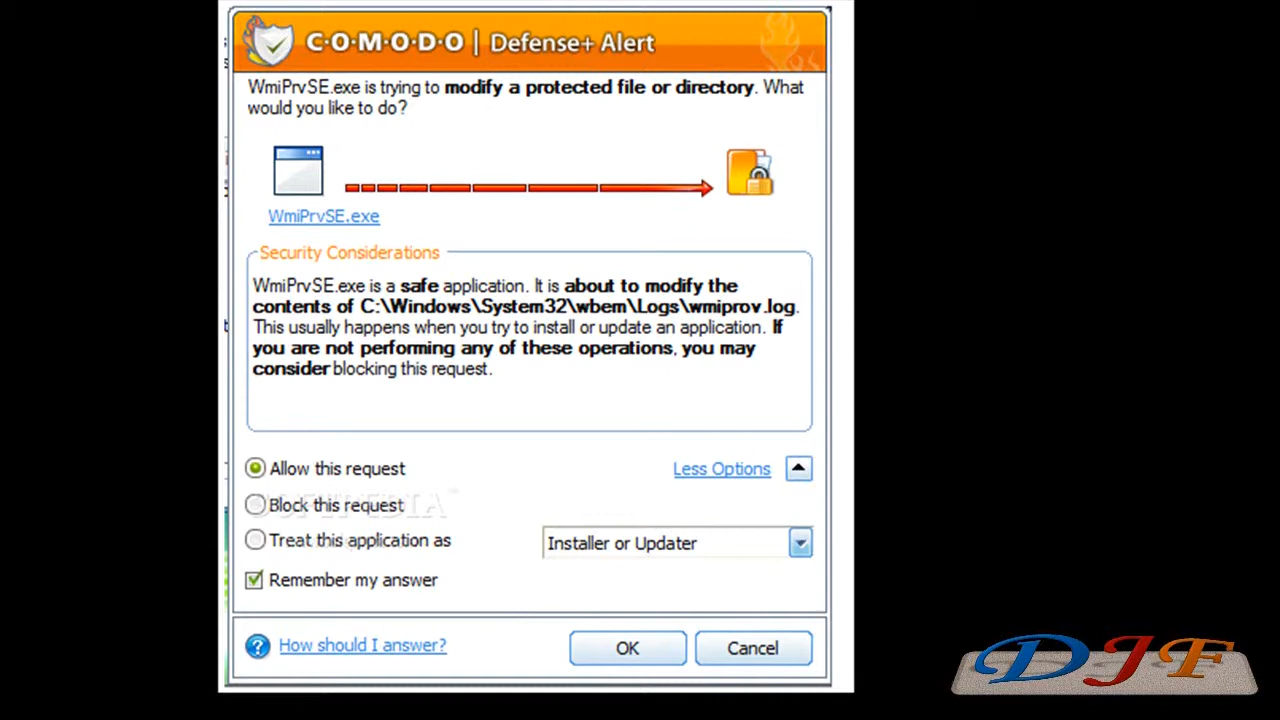 C·O·M·O·D·O | Defense+ Alert
WmiPrvSE.exe is trying to modify a protected file or directory. What
would you like to do?
WmiPrvSE.exe
Security Considerations
WmiPrvSE.exe is a safe application. It is about to modify the
contents of C:\Windows\System32\wbem\Logs\wmiprov.log.
This usually happens when you try to install or update an application. If
you are not performing any of these operations, you may
consider blocking this request.
Allow this request
Less Options
Block this request
SOFTPEDIA
Treat this application as
Installer or Updater
Remember my answer
How should I answer?
OK
Cancel
DJF